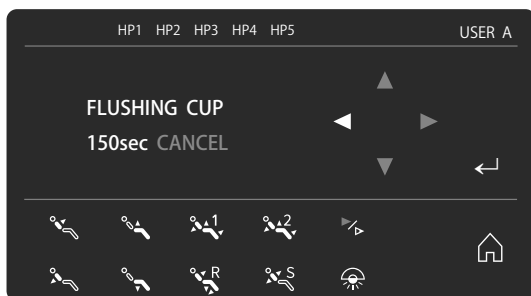 HP1 HP2 HP3 HP4 HP5 USER A
FLUSHING CUP
150sec CANCEL
1 2
R S